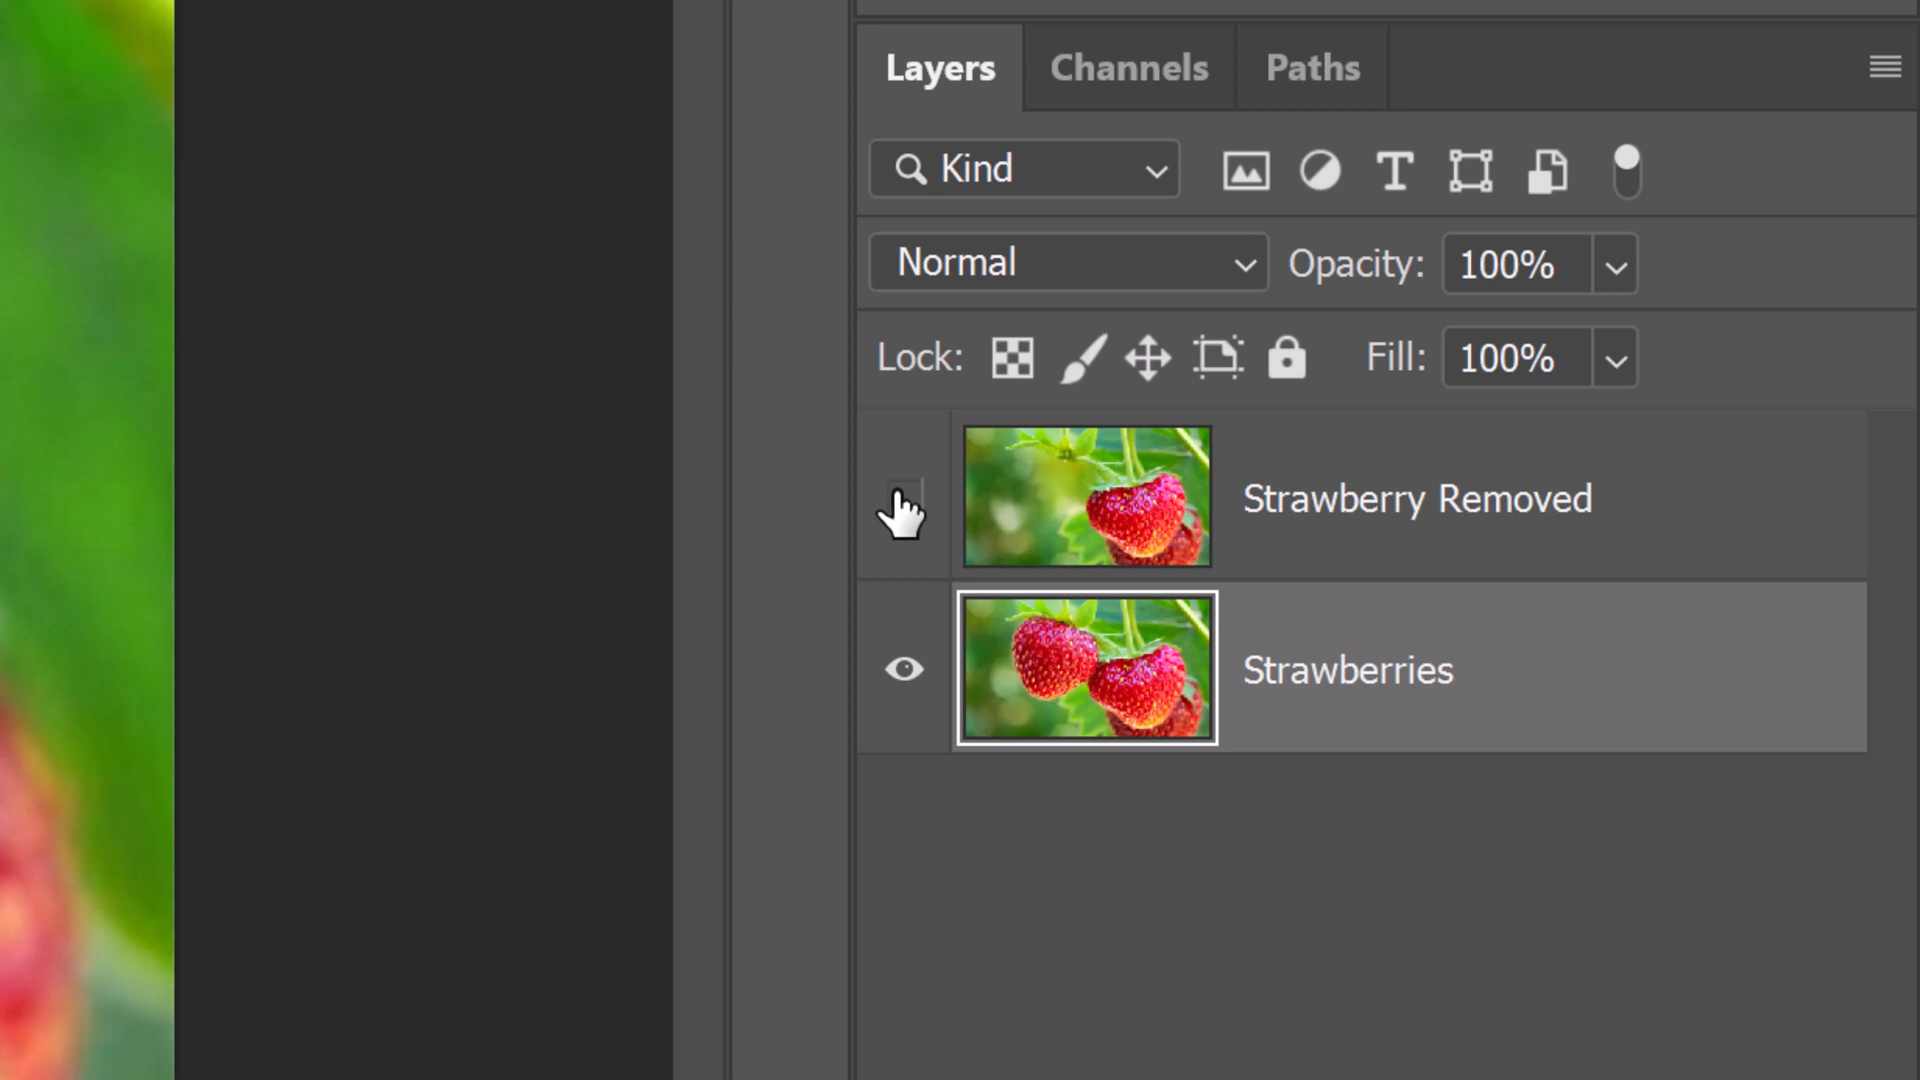 Layers Channels Paths
Kind
Normal Opacity: 100%
Lock: Fill: 100%
Strawberry Removed
Strawberries